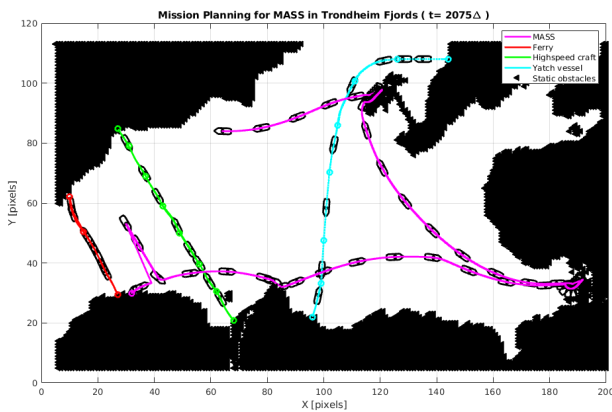 Mission Planning for MASS in Trondheim Fjords ( t= 2075Δ )
MASS
Ferry
Highspeed craft
Yatch vessel
Static obstacles
Y [pixels]
120
100
80
60
40
20
0
0 20 40 60 80 100 120 140 160 180 200
X [pixels]